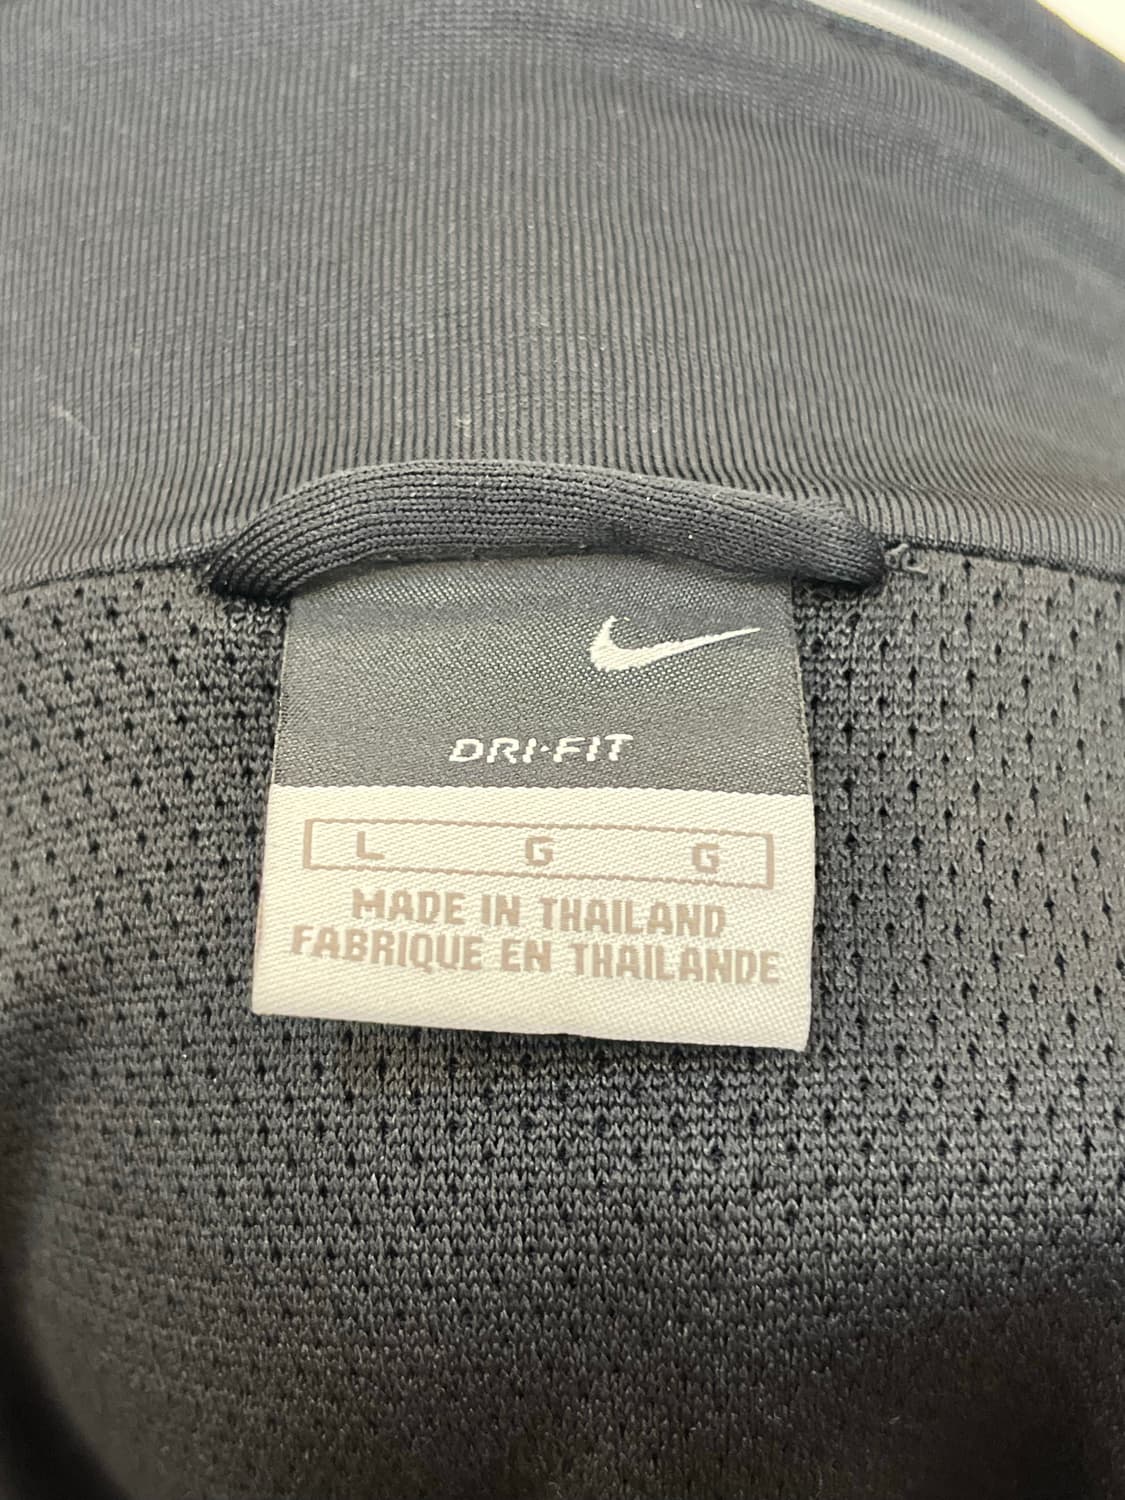 DRI·FIT
L G G
MADE IN THAILAND
FABRIQUE EN THAILANDE